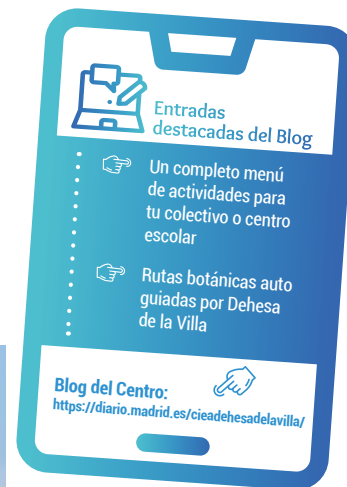 Entradas
destacadas del Blog
Un completo menú
de actividades para
tu colectivo o centro
escolar
Rutas botánicas auto
guiadas por Dehesa
de la Villa
Blog del Centro:
https://diario.madrid.es/cieadehesadelavilla/